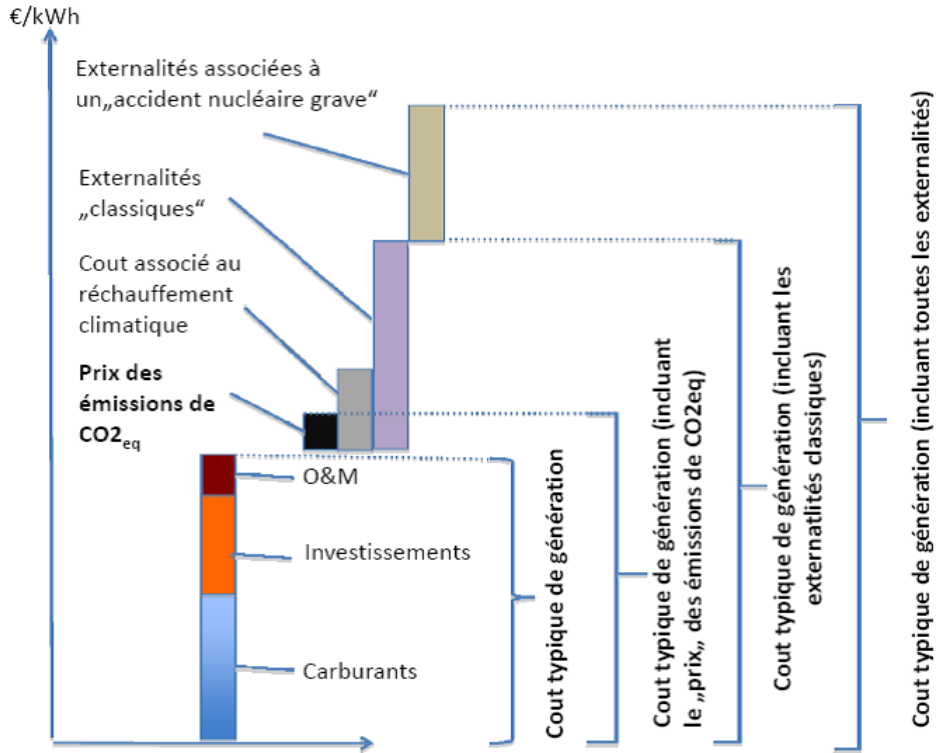 €/kWh
Externalités associées à
un„accident nucléaire grave“
Externalités
„classiques“
Cout associé au
réchauffement
climatique
Prix des
émissions de
CO2eq
O&M
Investissements
Carburants
Cout typique de génération
Cout typique de génération (incluant
le „prix„ des émissions de CO2eq)
Cout typique de génération (incluant les
externatlités classiques)
Cout typique de génération (incluant toutes les externalités)